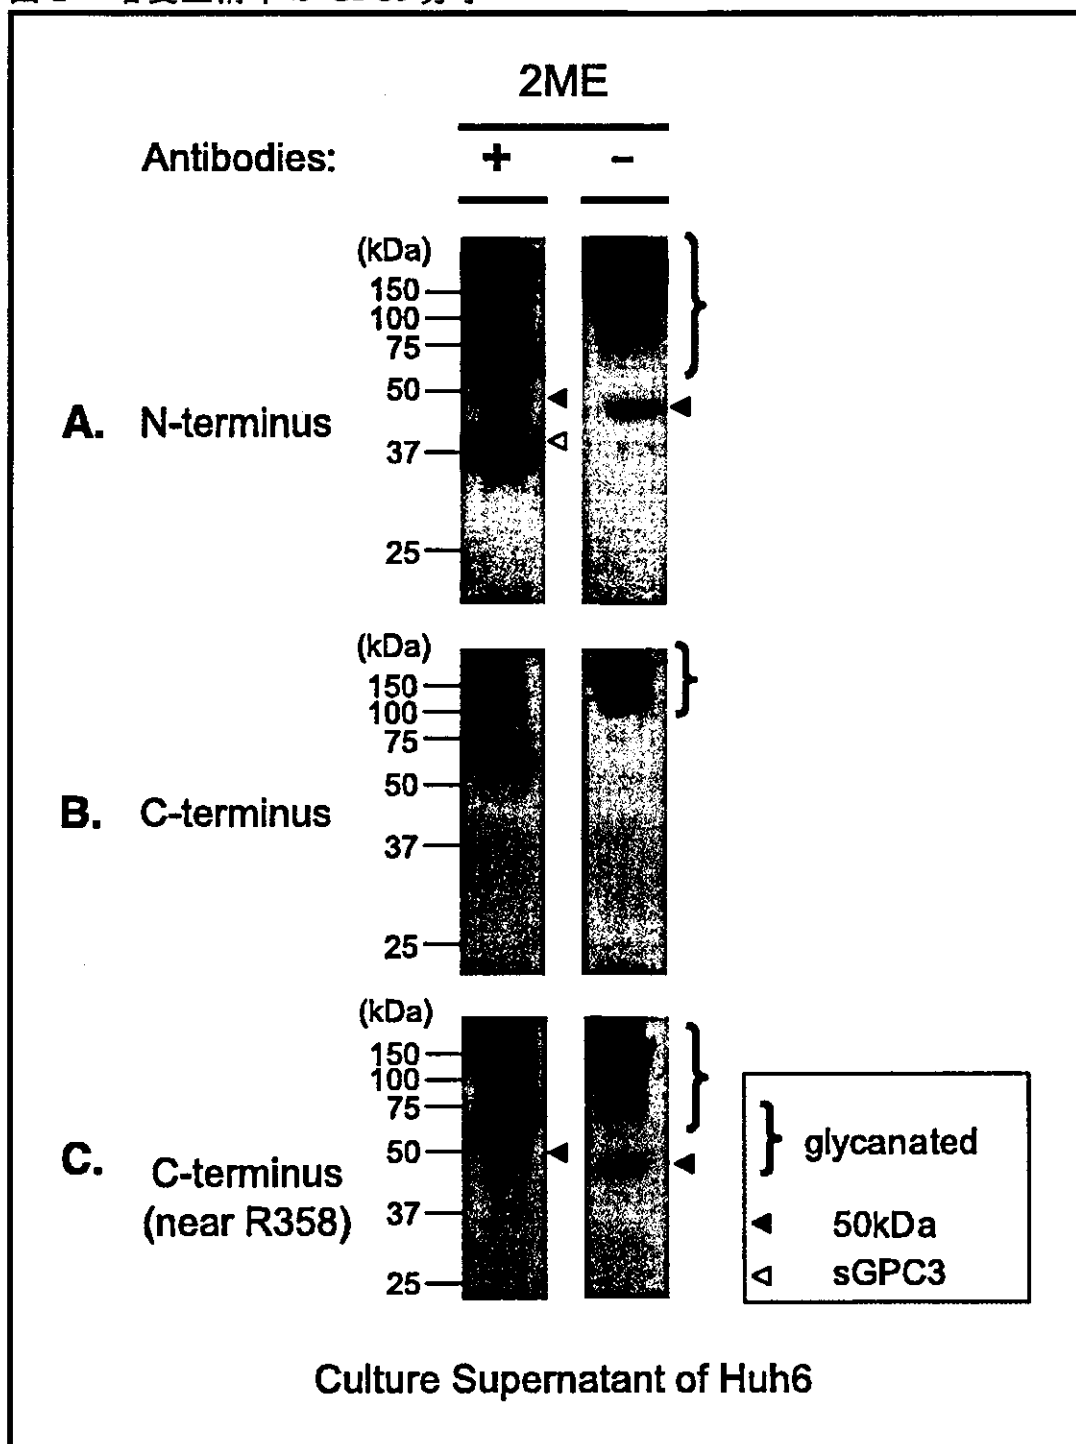 2ME
Antibodies: + −
(kDa)
150
100
75
50
A. N-terminus
37
25
(kDa)
150
100
75
50
B. C-terminus
37
25
(kDa)
150
100
75
50
C. C-terminus
(near R358)
37
25
glycanated
50kDa
sGPC3
Culture Supernatant of Huh6